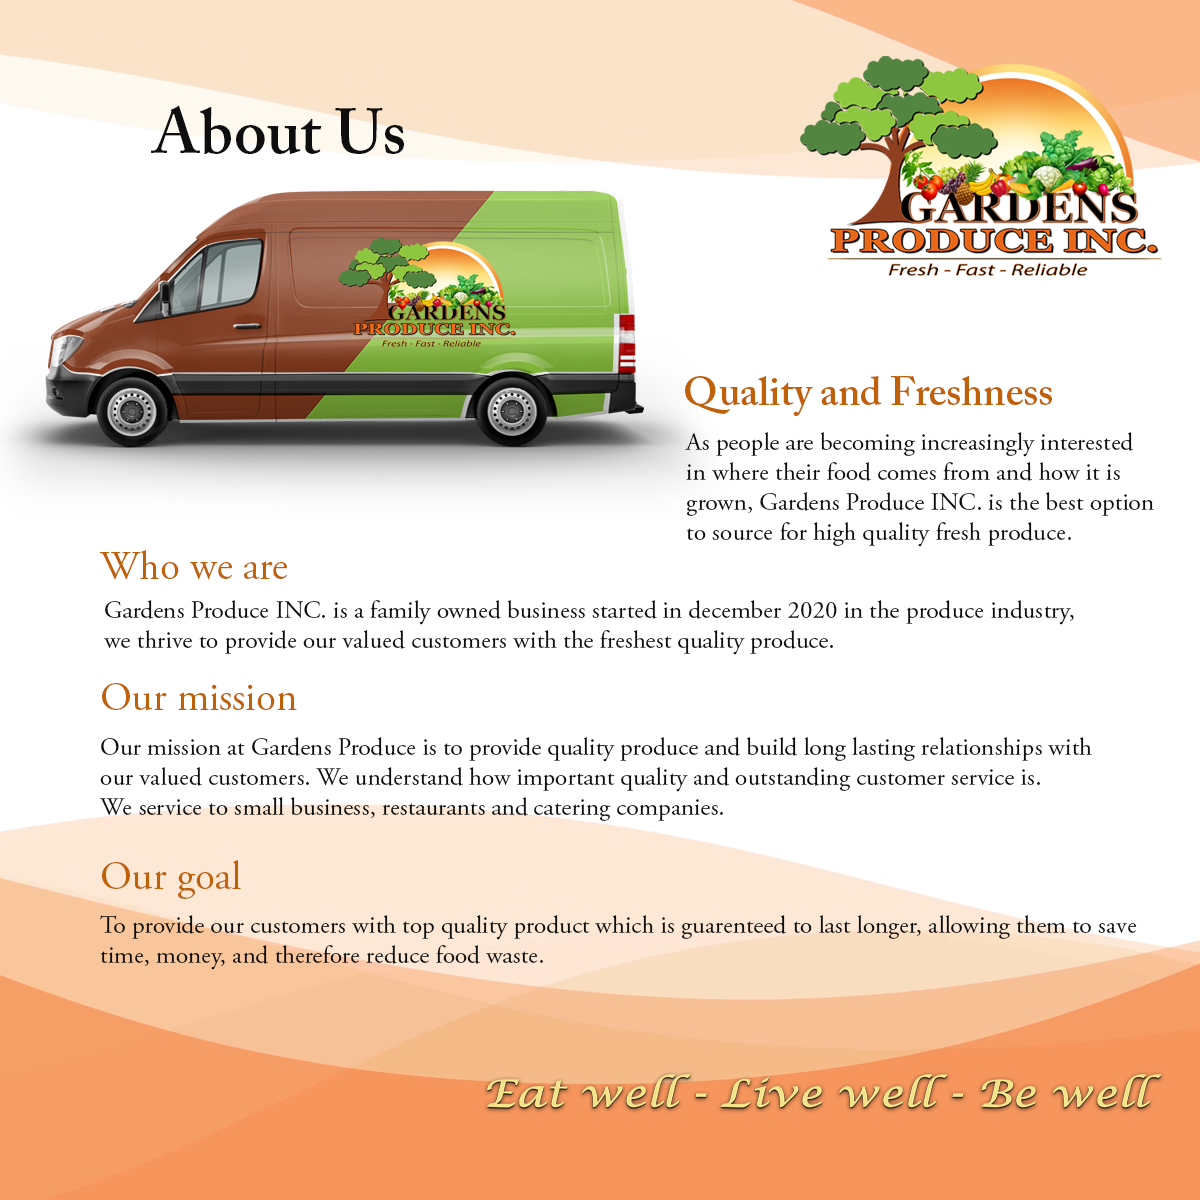 About Us
GARDENS
PRODUCE INC.
Fresh - Fast - Reliable
GARDENS
PRODUCE INC.
Fresh - Fast - Reliable
Quality and Freshness
As people are becoming increasingly interested
in where their food comes from and how it is
grown, Gardens Produce INC. is the best option
to source for high quality fresh produce.
Who we are
Gardens Produce INC. is a family owned business started in december 2020 in the produce industry,
we thrive to provide our valued customers with the freshest quality produce.
Our mission
Our mission at Gardens Produce is to provide quality produce and build long lasting relationships with
our valued customers. We understand how important quality and outstanding customer service is.
We service to small business, restaurants and catering companies.
Our goal
To provide our customers with top quality product which is guarenteed to last longer, allowing them to save
time, money, and therefore reduce food waste.
Eat well - Live well - Be well